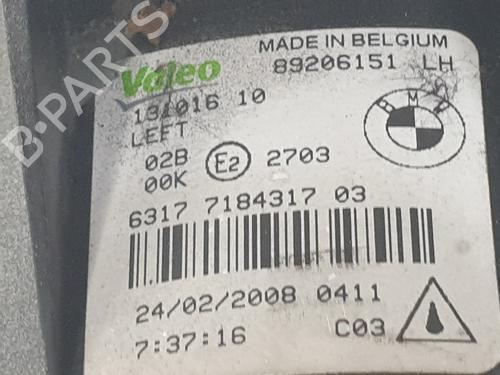 Valeo
MADE IN BELGIUM
89206151 LH
131016 10
LEFT
BMW
02B
00K
E2
2703
6317 7184317 03
24/02/2008 0411
7:37:16
C03
B-PARTS